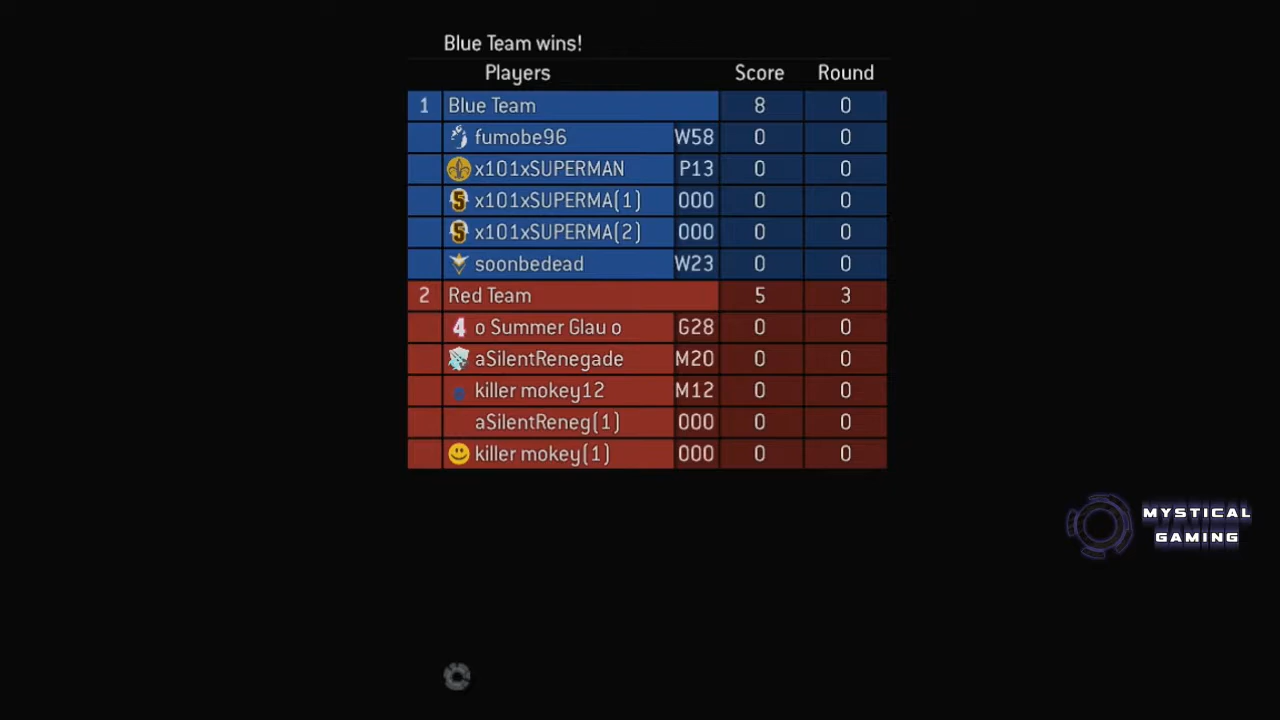 Blue Team wins!
Players Score Round
1 Blue Team 8 0
fumobe96 W58 0 0
x101xSUPERMAN P13 0 0
x101xSUPERMA(1) 000 0 0
x101xSUPERMA(2) 000 0 0
soonbedead W23 0 0
2 Red Team 5 3
4 o Summer Glau o G28 0 0
aSilentRenegade M20 0 0
killer mokey12 M12 0 0
aSilentReneg(1) 000 0 0
killer mokey(1) 000 0 0
MYSTICAL
GAMING